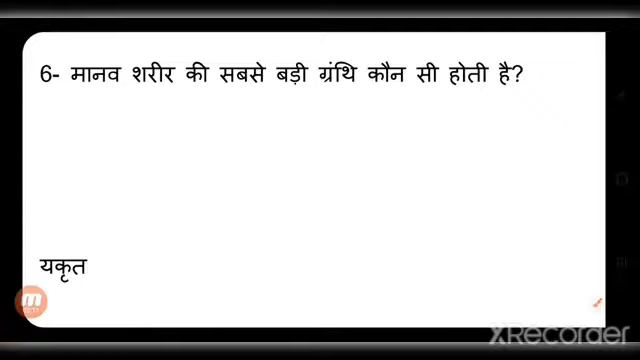 6- मानव शरीर की सबसे बड़ी ग्रंथि कौन सी होती है?
यकृत
XRecorder